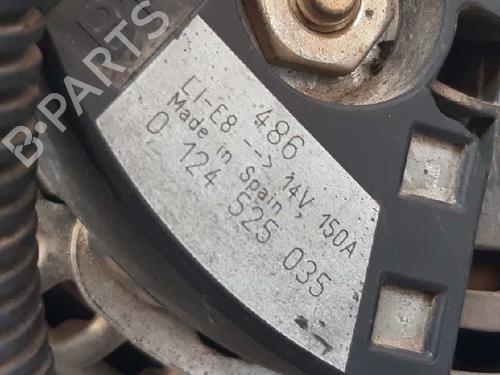 486
LI-E8 --> 14V, 150A
Made in Spain
0 124 525 035
B-PARTS